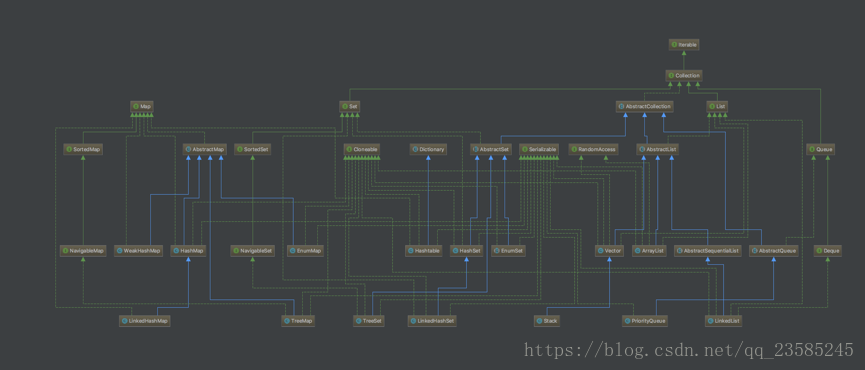 Iterable
Collection
Map Set AbstractCollection List
SortedMap AbstractMap SortedSet Cloneable Dictionary AbstractSet Serializable RandomAccess AbstractList Queue
NavigableMap WeakHashMap HashMap NavigableSet EnumMap Hashtable HashSet EnumSet Vector ArrayList AbstractSequentialList AbstractQueue Deque
LinkedHashMap TreeMap TreeSet LinkedHashSet Stack PriorityQueue LinkedList
https://blog.csdn.net/qq_23585245